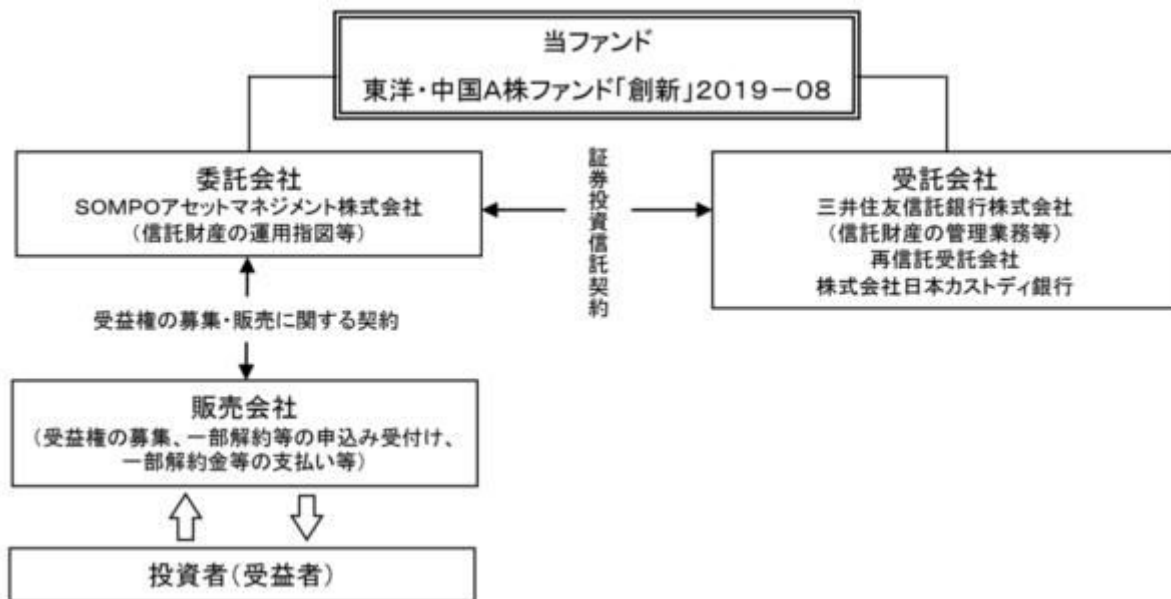 当ファンド
東洋・中国A株ファンド「創新」2019－08
委託会社
SOMPOアセットマネジメント株式会社
（信託財産の運用指図等）
証券投資信託契約
受託会社
三井住友信託銀行株式会社
（信託財産の管理業務等）
再信託受託会社
株式会社日本カストディ銀行
受益権の募集・販売に関する契約
販売会社
（受益権の募集、一部解約等の申込み受付け、
一部解約金等の支払い等）
投資者（受益者）